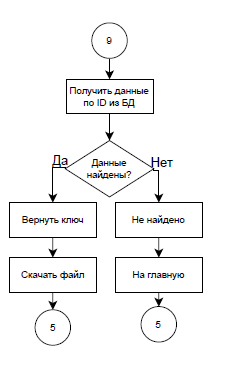 9
Получить данные
по ID из БД
Данные
найдены?
Да
Нет
Вернуть ключ
Не найдено
Скачать файл
На главную
5
5